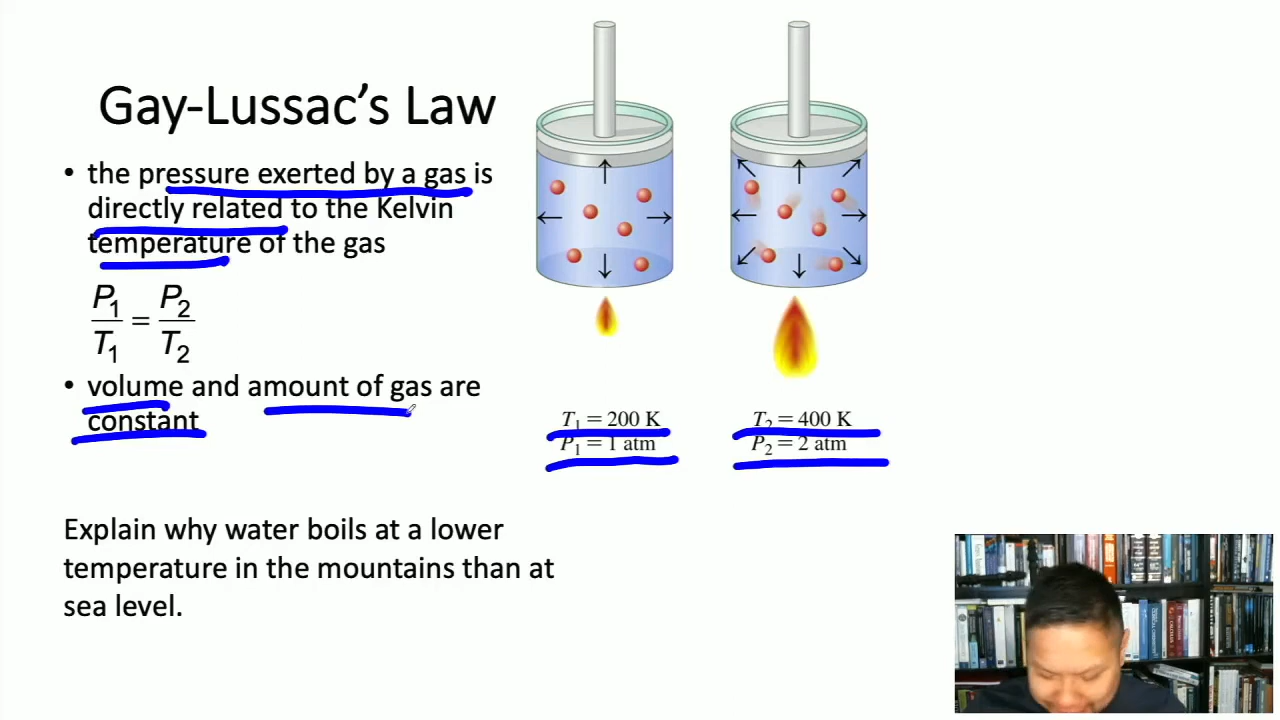 Gay-Lussac's Law
• the pressure exerted by a gas is
directly related to the Kelvin
temperature of the gas
P₁/T₁ = P₂/T₂
• volume and amount of gas are
constant
T₁ = 200 K
P₁ = 1 atm
T₂ = 400 K
P₂ = 2 atm
Explain why water boils at a lower
temperature in the mountains than at
sea level.